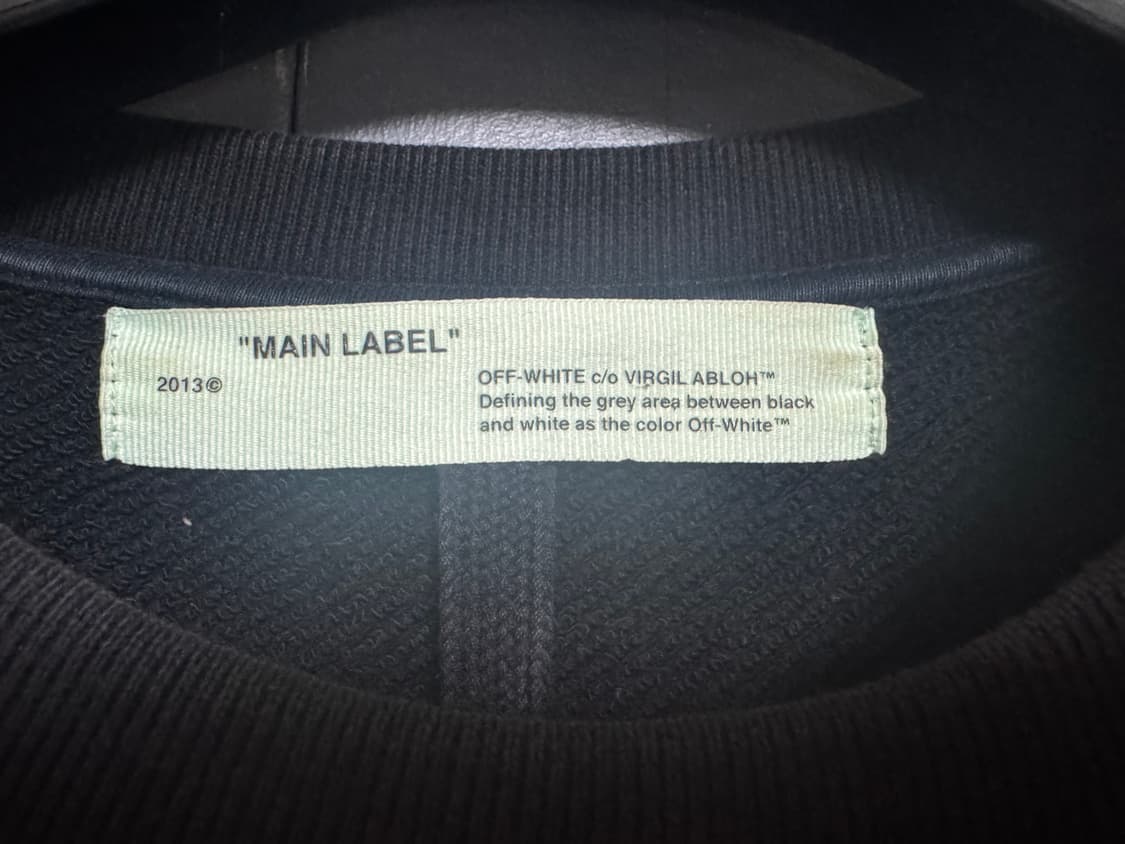 "MAIN LABEL"
2013©
OFF-WHITE c/o VIRGIL ABLOH™
Defining the grey area between black
and white as the color Off-White™